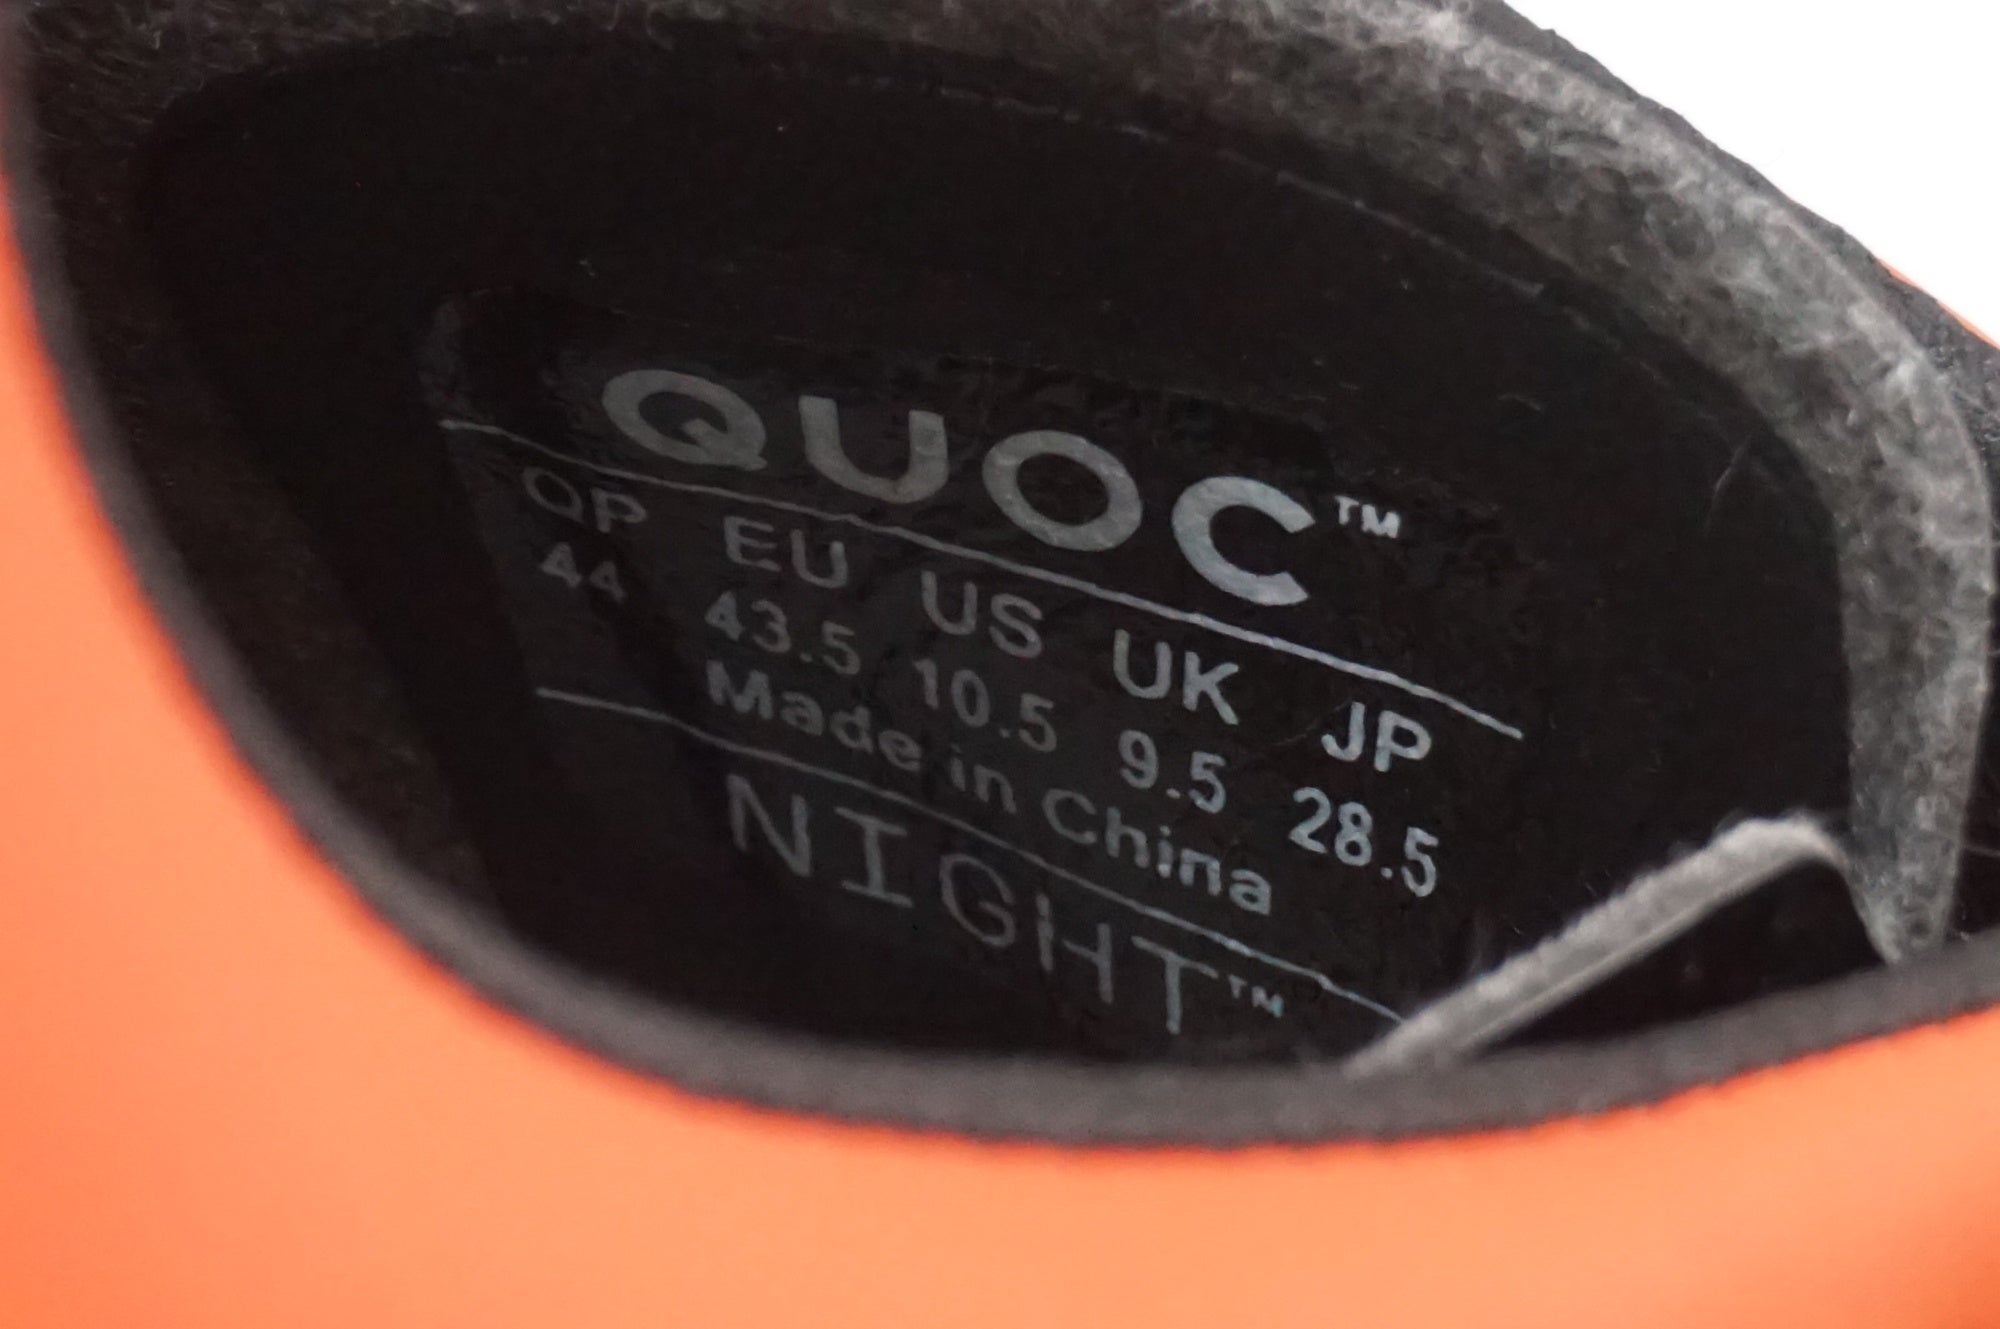 QUOC™
QP EU US UK JP
44 43.5 10.5 9.5 28.5
Made in China
NIGHT™